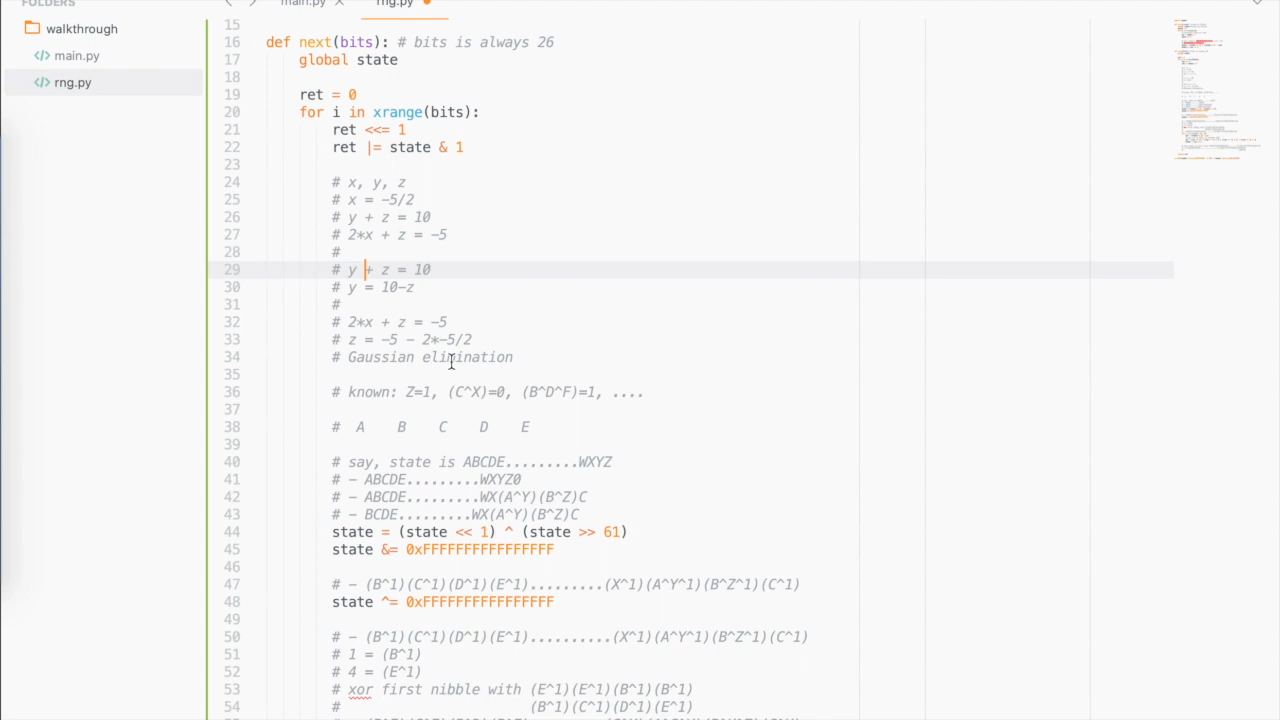 FOLDERS
walkthrough
main.py
rng.py
main.py
rng.py
15
16 def next(bits): # bits is always 26
17 global state
18
19 ret = 0
20 for i in xrange(bits):
21 ret <<= 1
22 ret |= state & 1
23
24 # x, y, z
25 # x = -5/2
26 # y + z = 10
27 # 2*x + z = -5
28 #
29 # y + z = 10
30 # y = 10-z
31 #
32 # 2*x + z = -5
33 # z = -5 - 2*-5/2
34 # Gaussian elimination
35
36 # known: Z=1, (C^X)=0, (B^D^F)=1, ....
37
38 # A B C D E
39
40 # say, state is ABCDE.........WXYZ
41 # - ABCDE.........WXYZ0
42 # - ABCDE.........WX(A^Y)(B^Z)C
43 # - BCDE.........WX(A^Y)(B^Z)C
44 state = (state << 1) ^ (state >> 61)
45 state &= 0xFFFFFFFFFFFFFFFF
46
47 # - (B^1)(C^1)(D^1)(E^1).........(X^1)(A^Y^1)(B^Z^1)(C^1)
48 state ^= 0xFFFFFFFFFFFFFFFF
49
50 # - (B^1)(C^1)(D^1)(E^1)..........(X^1)(A^Y^1)(B^Z^1)(C^1)
51 # 1 = (B^1)
52 # 4 = (E^1)
53 # xor first nibble with (E^1)(E^1)(B^1)(B^1)
54 # (B^1)(C^1)(D^1)(E^1)